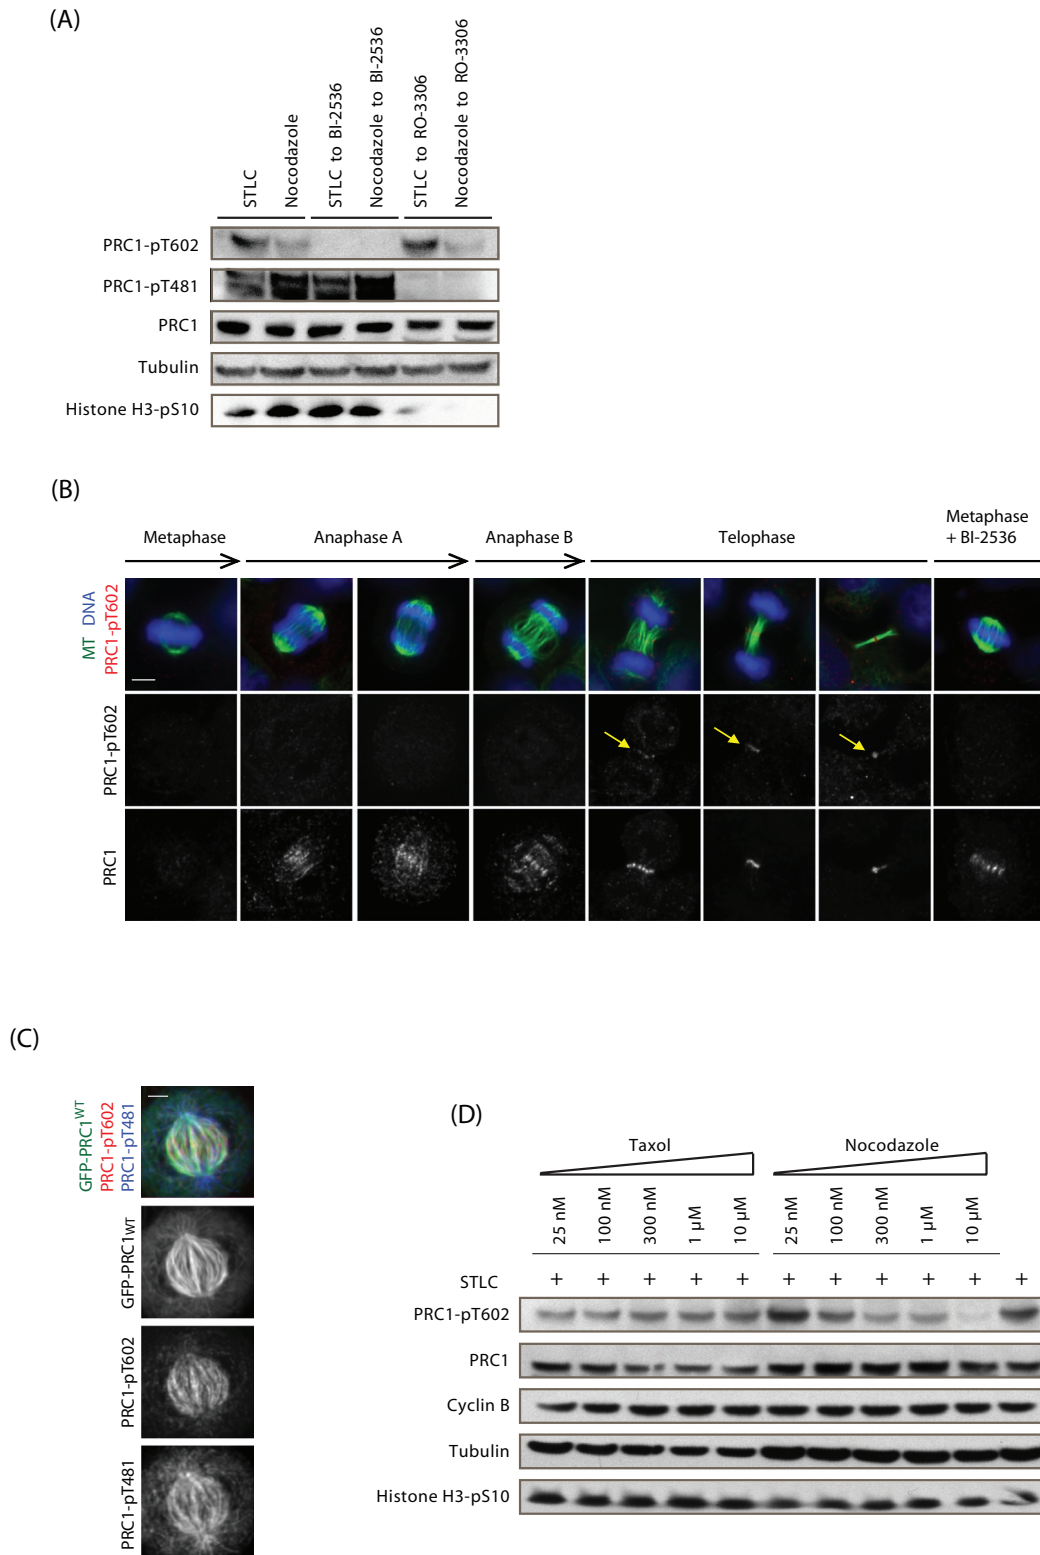 (A)
STLC
Nocodazole
STLC to BI-2536
Nocodazole to BI-2536
STLC to RO-3306
Nocodazole to RO-3306
PRC1-pT602
PRC1-pT481
PRC1
Tubulin
Histone H3-pS10
(B)
Metaphase
Anaphase A
Anaphase B
Telophase
Metaphase
+ BI-2536
MT DNA
PRC1-pT602
PRC1-pT602
PRC1
(C)
GFP-PRC1WT
PRC1-pT602
PRC1-pT481
GFP-PRC1WT
PRC1-pT602
PRC1-pT481
(D)
Taxol
Nocodazole
25 nM
100 nM
300 nM
1 µM
10 µM
25 nM
100 nM
300 nM
1 µM
10 µM
STLC + + + + + + + + + + +
PRC1-pT602
PRC1
Cyclin B
Tubulin
Histone H3-pS10